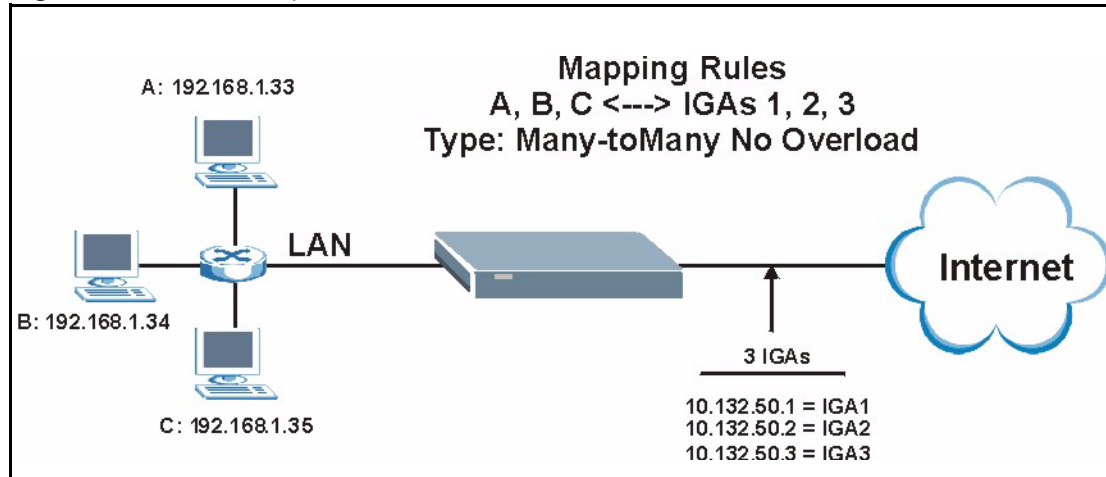 Mapping Rules
A, B, C <---> IGAs 1, 2, 3
Type: Many-toMany No Overload
A: 192.168.1.33
LAN
B: 192.168.1.34
C: 192.168.1.35
Internet
3 IGAs
10.132.50.1 = IGA1
10.132.50.2 = IGA2
10.132.50.3 = IGA3